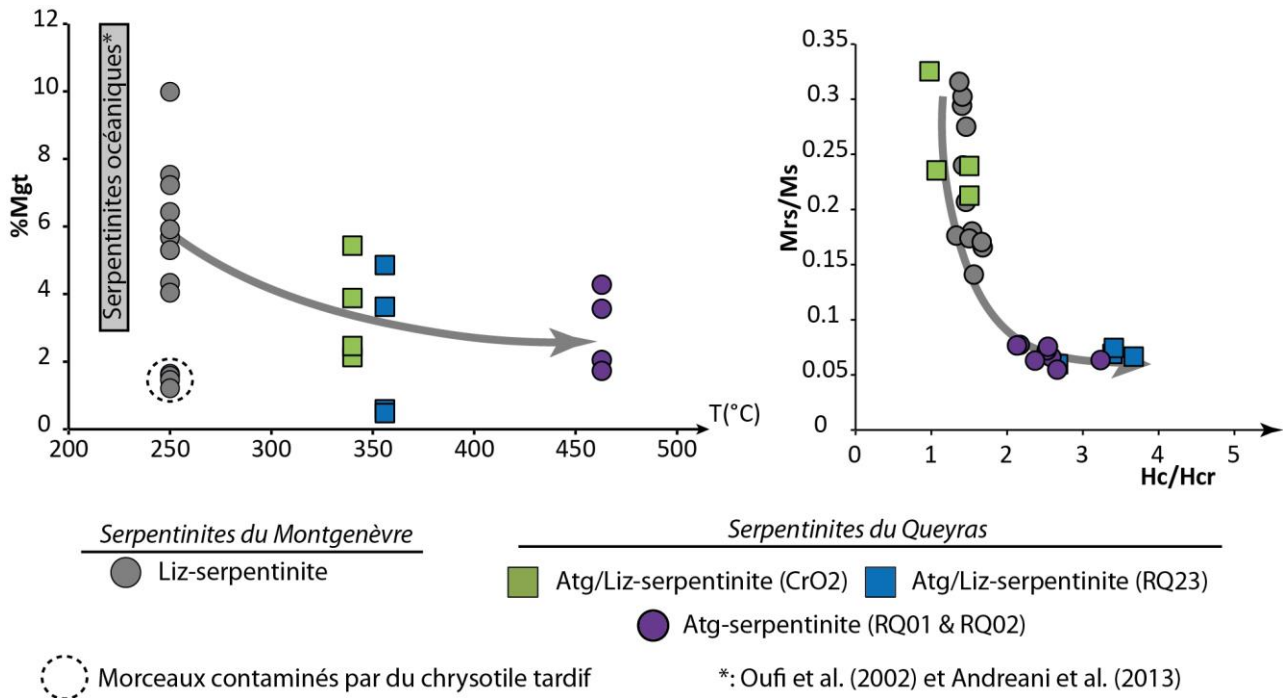 12
10
8
6
4
2
0
%Mgt
Serpentinites océaniques*
200
250
300
350
400
450
500
T(°C)
0.35
0.3
0.25
0.2
0.15
0.1
0.05
0
Mrs/Ms
0
1
2
3
4
5
Hc/Hcr
Serpentinites du Montgenèvre
Liz-serpentinite
Serpentinites du Queyras
Atg/Liz-serpentinite (CrO2)
Atg/Liz-serpentinite (RQ23)
Atg-serpentinite (RQ01 & RQ02)
Morceaux contaminés par du chrysotile tardif
*: Oufi et al. (2002) et Andreani et al. (2013)